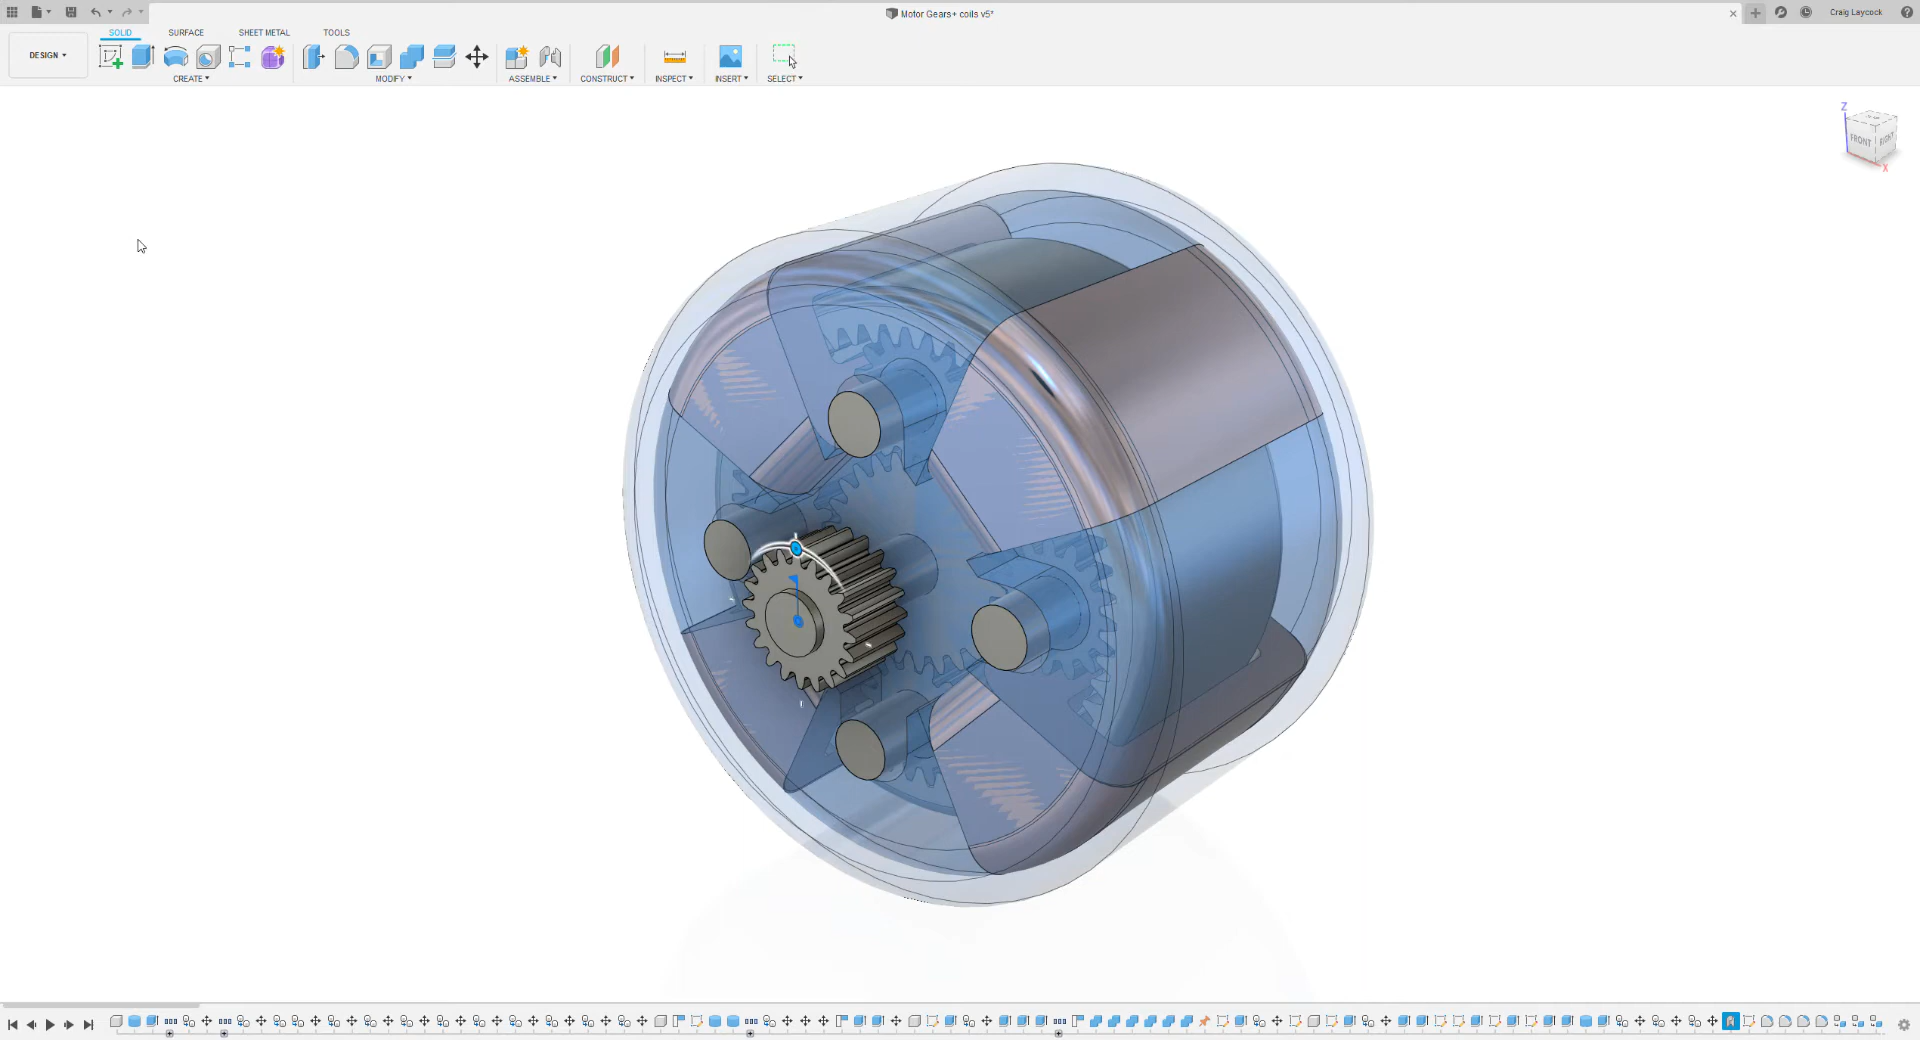 Motor Gears+ coils v5*
Craig Laycock
SOLID
SURFACE
SHEET METAL
TOOLS
DESIGN
CREATE
MODIFY
ASSEMBLE
CONSTRUCT
INSPECT
INSERT
SELECT
Z
FRONT
RIGHT
X